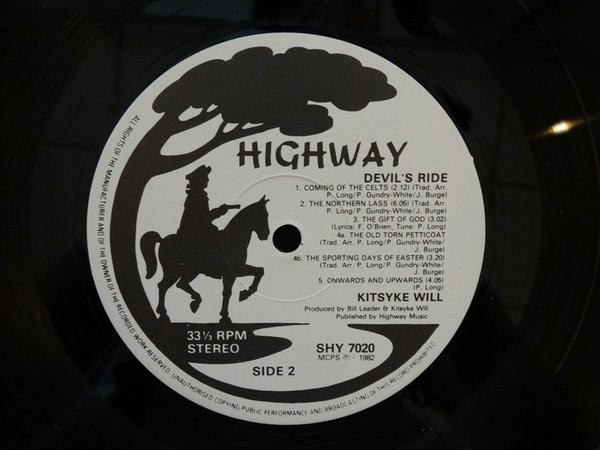 HIGHWAY
DEVIL'S RIDE
1. COMING OF THE CELTS (2.12) (Trad. Arr.
P. Long/P. Gundry-White/J. Burge)
2. THE NORTHERN LASS (6.05) (Trad. Arr.
P. Long/P. Gundry-White/J. Burge)
3. THE GIFT OF GOD (3.02)
(Lyrics: F. O'Brien, Tune: P. Long)
4a. THE OLD TORN PETTICOAT
(Trad. Arr. P. Long/P. Gundry-White/
J. Burge)
4b. THE SPORTING DAYS OF EASTER (3.20)
(Trad. Arr. P. Long/P. Gundry-White/
J. Burge)
5. ONWARDS AND UPWARDS (4.05)
(P. Long)
KITSYKE WILL
Produced by Bill Leader & Kitsyke Will
Published by Highway Music
33⅓ RPM
STEREO
SHY 7020
MCPS ℗ 1982
SIDE 2
ALL RIGHTS OF THE MANUFACTURER AND OF THE OWNER OF THE RECORDED WORK RESERVED. UNAUTHORISED COPYING PUBLIC PERFORMANCE AND BROADCASTING OF THIS RECORD PROHIBITED.